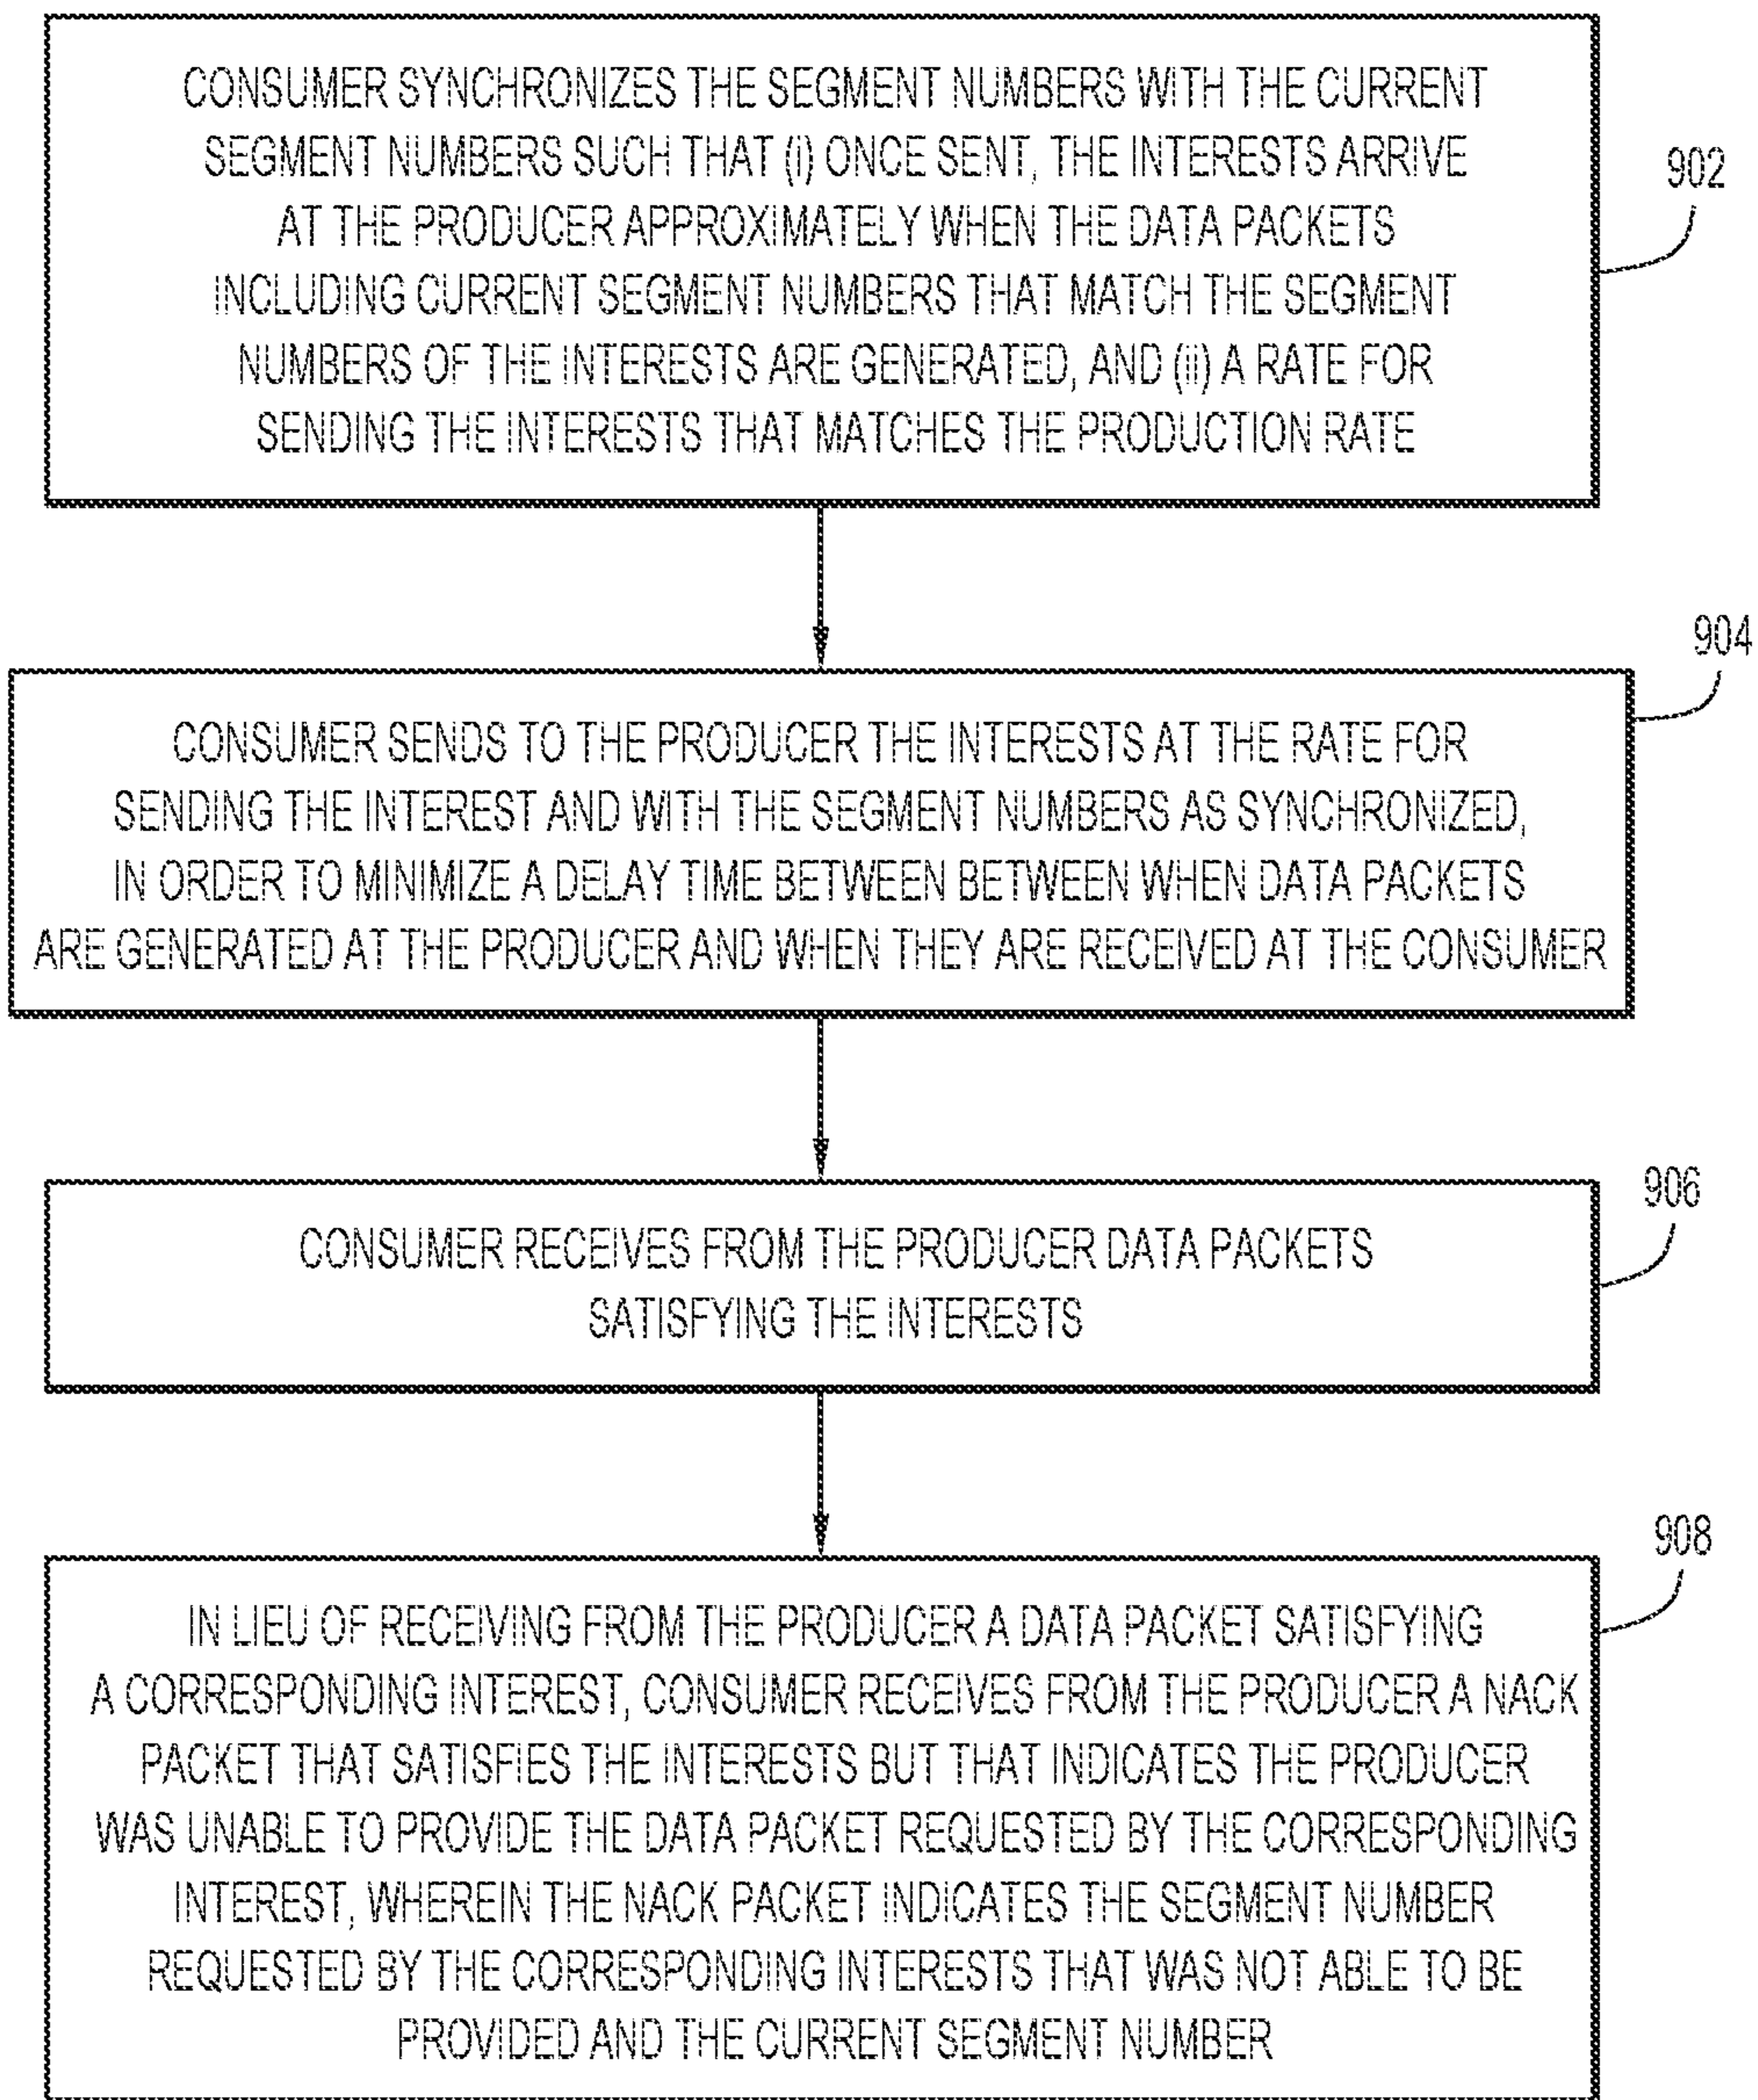 CONSUMER SYNCHRONIZES THE SEGMENT NUMBERS WITH THE CURRENT
SEGMENT NUMBERS SUCH THAT (i) ONCE SENT, THE INTERESTS ARRIVE
AT THE PRODUCER APPROXIMATELY WHEN THE DATA PACKETS
INCLUDING CURRENT SEGMENT NUMBERS THAT MATCH THE SEGMENT
NUMBERS OF THE INTERESTS ARE GENERATED, AND (ii) A RATE FOR
SENDING THE INTERESTS THAT MATCHES THE PRODUCTION RATE
902
904
CONSUMER SENDS TO THE PRODUCER THE INTERESTS AT THE RATE FOR
SENDING THE INTEREST AND WITH THE SEGMENT NUMBERS AS SYNCHRONIZED,
IN ORDER TO MINIMIZE A DELAY TIME BETWEEN BETWEEN WHEN DATA PACKETS
ARE GENERATED AT THE PRODUCER AND WHEN THEY ARE RECEIVED AT THE CONSUMER
906
CONSUMER RECEIVES FROM THE PRODUCER DATA PACKETS
SATISFYING THE INTERESTS
908
IN LIEU OF RECEIVING FROM THE PRODUCER A DATA PACKET SATISFYING
A CORRESPONDING INTEREST, CONSUMER RECEIVES FROM THE PRODUCER A NACK
PACKET THAT SATISFIES THE INTERESTS BUT THAT INDICATES THE PRODUCER
WAS UNABLE TO PROVIDE THE DATA PACKET REQUESTED BY THE CORRESPONDING
INTEREST, WHEREIN THE NACK PACKET INDICATES THE SEGMENT NUMBER
REQUESTED BY THE CORRESPONDING INTERESTS THAT WAS NOT ABLE TO BE
PROVIDED AND THE CURRENT SEGMENT NUMBER